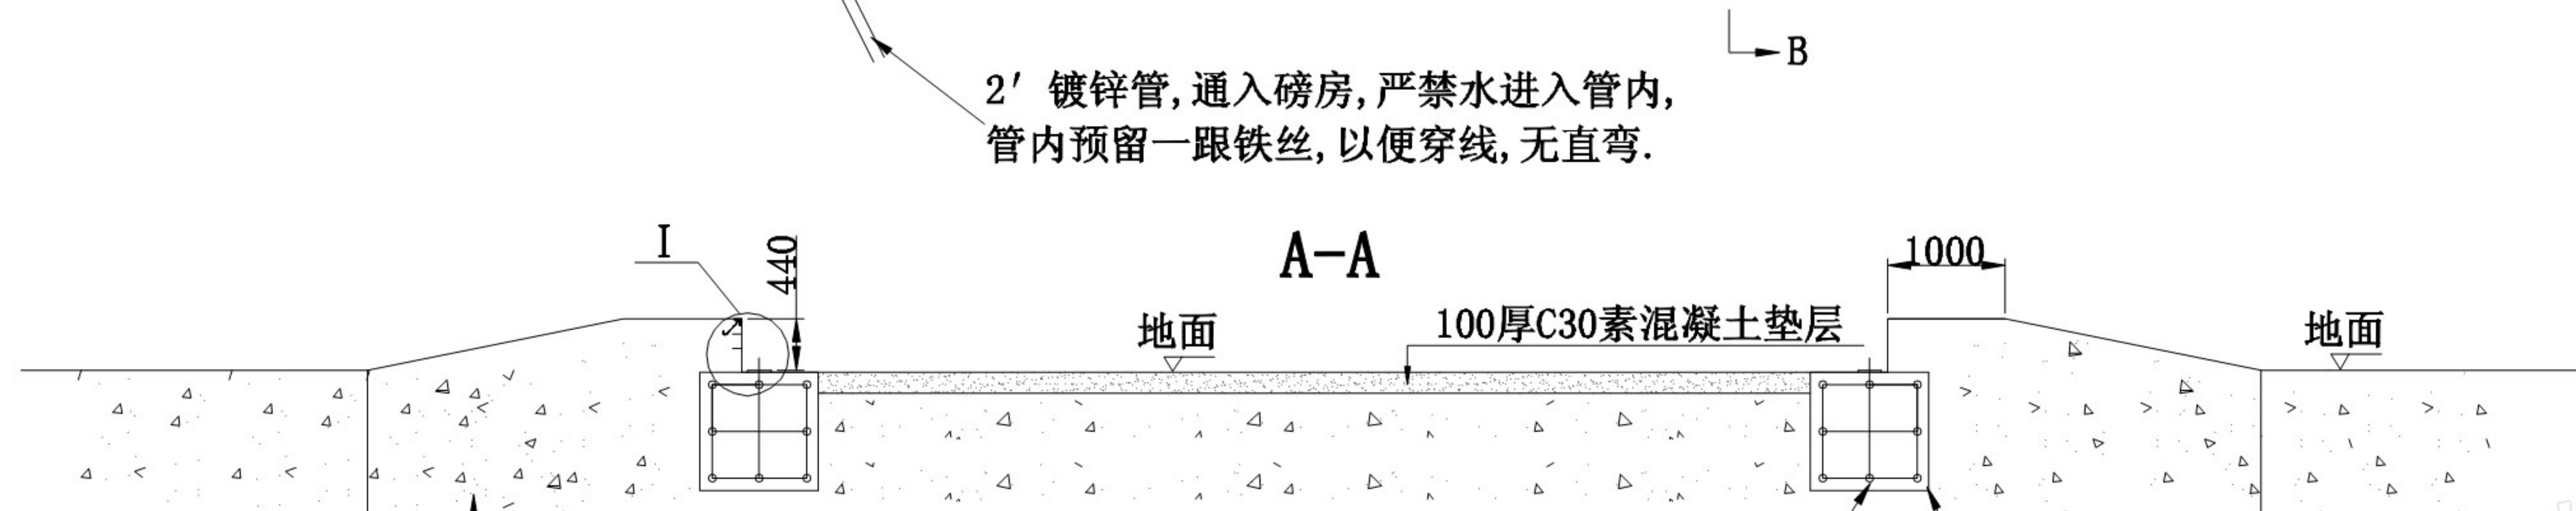 B
2′ 镀锌管,通入磅房,严禁水进入管内,
管内预留一跟铁丝,以便穿线,无直弯.
A-A
I
440
1000
地面
100厚C30素混凝土垫层
地面